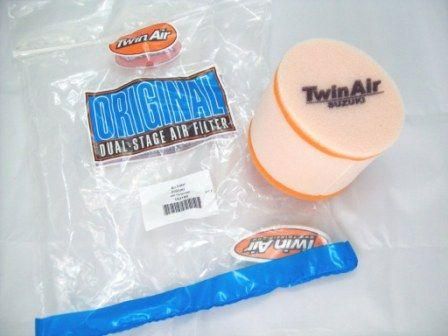 Twin Air
ORIGINAL
DUAL-STAGE AIR FILTER
Twin Air
SUZUKI
Twin Air